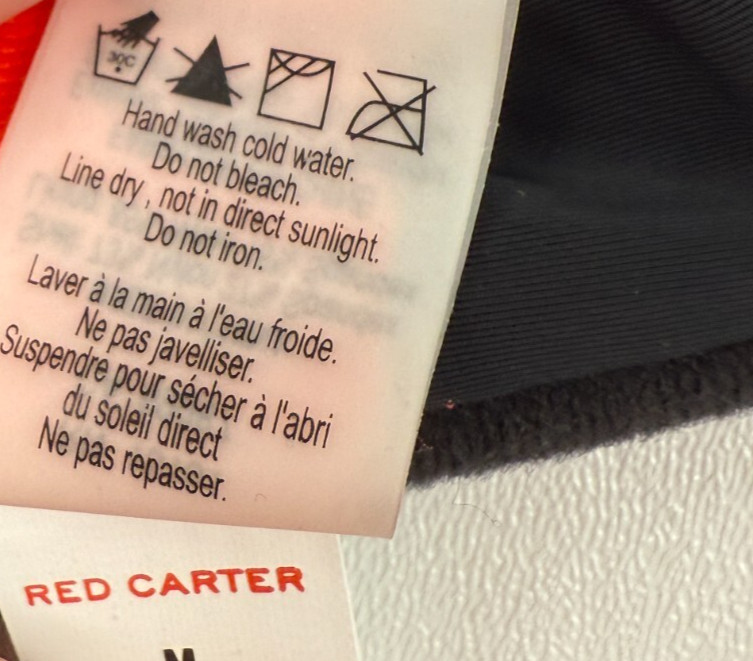 30C
Hand wash cold water.
Do not bleach.
Line dry, not in direct sunlight.
Do not iron.
Laver à la main à l'eau froide.
Ne pas javelliser.
Suspendre pour sécher à l'abri
du soleil direct
Ne pas repasser.
RED CARTER
M